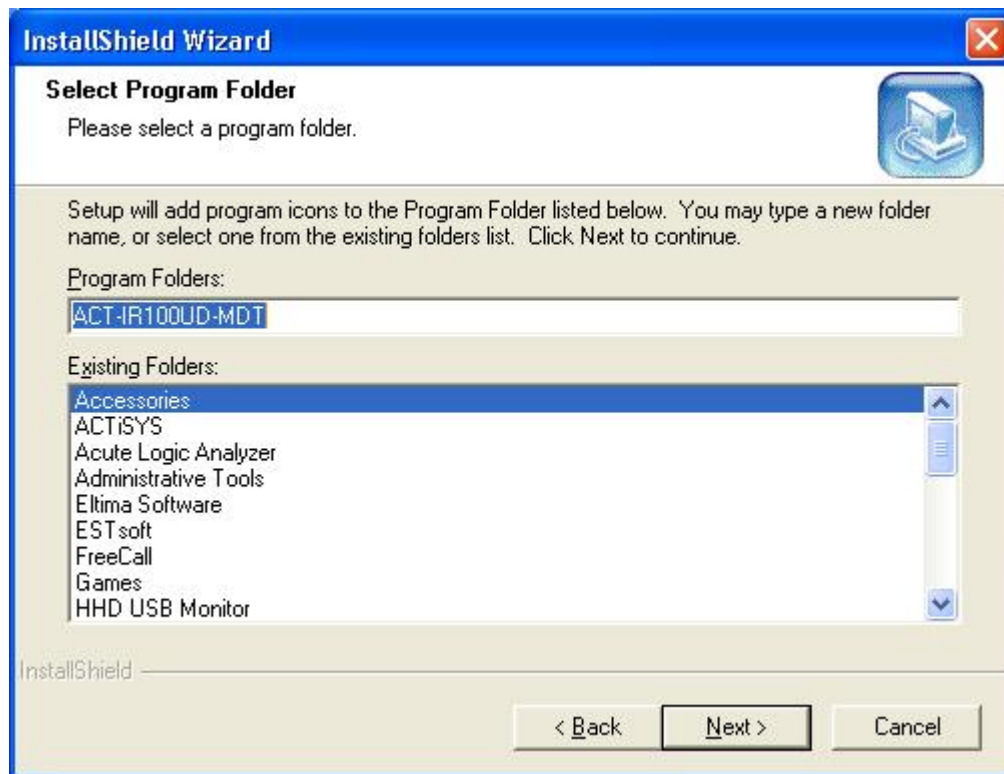 InstallShield Wizard
Select Program Folder
Please select a program folder.
Setup will add program icons to the Program Folder listed below. You may type a new folder
name, or select one from the existing folders list. Click Next to continue.
Program Folders:
ACT-IR100UD-MDT
Existing Folders:
Accessories
ACTiSYS
Acute Logic Analyzer
Administrative Tools
Eltima Software
ESTsoft
FreeCall
Games
HHD USB Monitor
InstallShield
< Back Next > Cancel